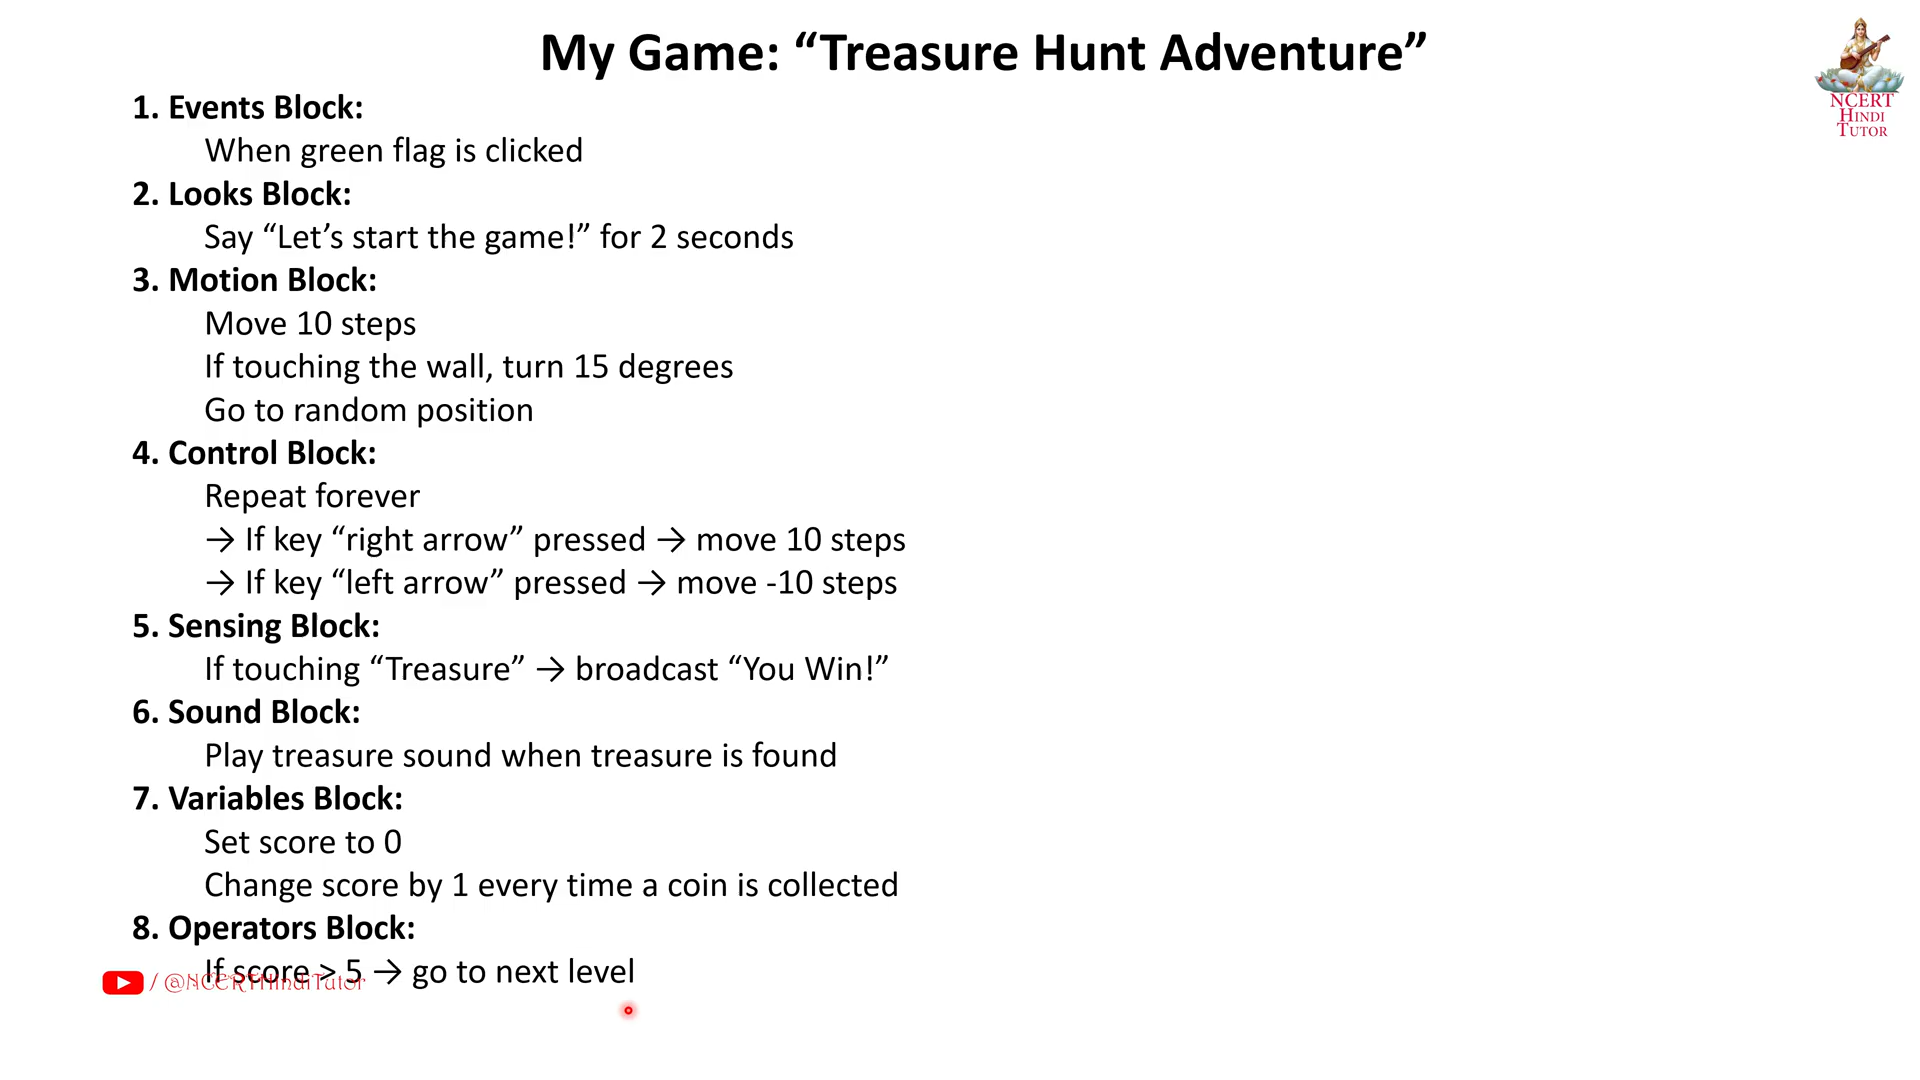 My Game: “Treasure Hunt Adventure”
NCERT
HINDI
TUTOR
1. Events Block:
When green flag is clicked
2. Looks Block:
Say “Let’s start the game!” for 2 seconds
3. Motion Block:
Move 10 steps
If touching the wall, turn 15 degrees
Go to random position
4. Control Block:
Repeat forever
→ If key “right arrow” pressed → move 10 steps
→ If key “left arrow” pressed → move -10 steps
5. Sensing Block:
If touching “Treasure” → broadcast “You Win!”
6. Sound Block:
Play treasure sound when treasure is found
7. Variables Block:
Set score to 0
Change score by 1 every time a coin is collected
8. Operators Block:
If score > 5 → go to next level
/ @NCERTHindiTutor